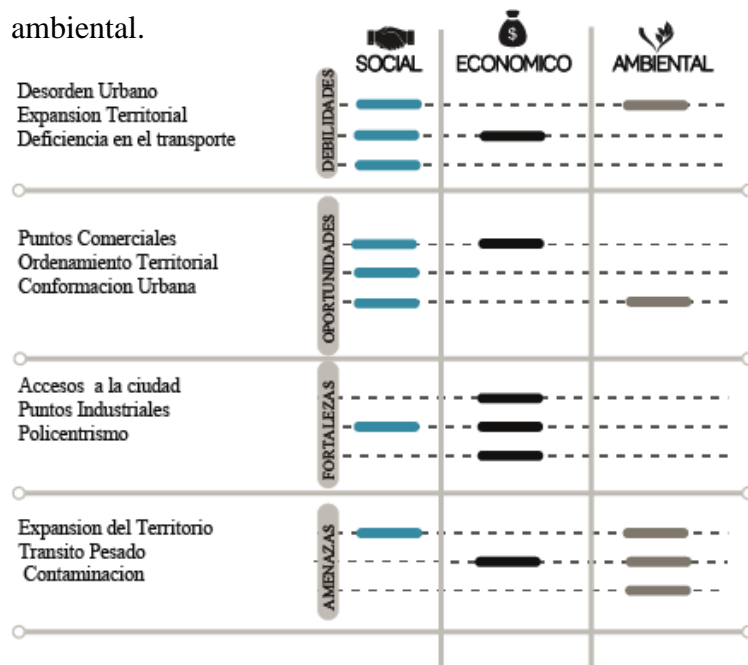 ambiental.
$
SOCIAL ECONOMICO AMBIENTAL
DEBILIDADES
Desorden Urbano
Expansion Territorial
Deficiencia en el transporte
OPORTUNIDADES
Puntos Comerciales
Ordenamiento Territorial
Conformacion Urbana
FORTALEZAS
Accesos a la ciudad
Puntos Industriales
Policentrismo
AMENAZAS
Expansion del Territorio
Transito Pesado
Contaminacion